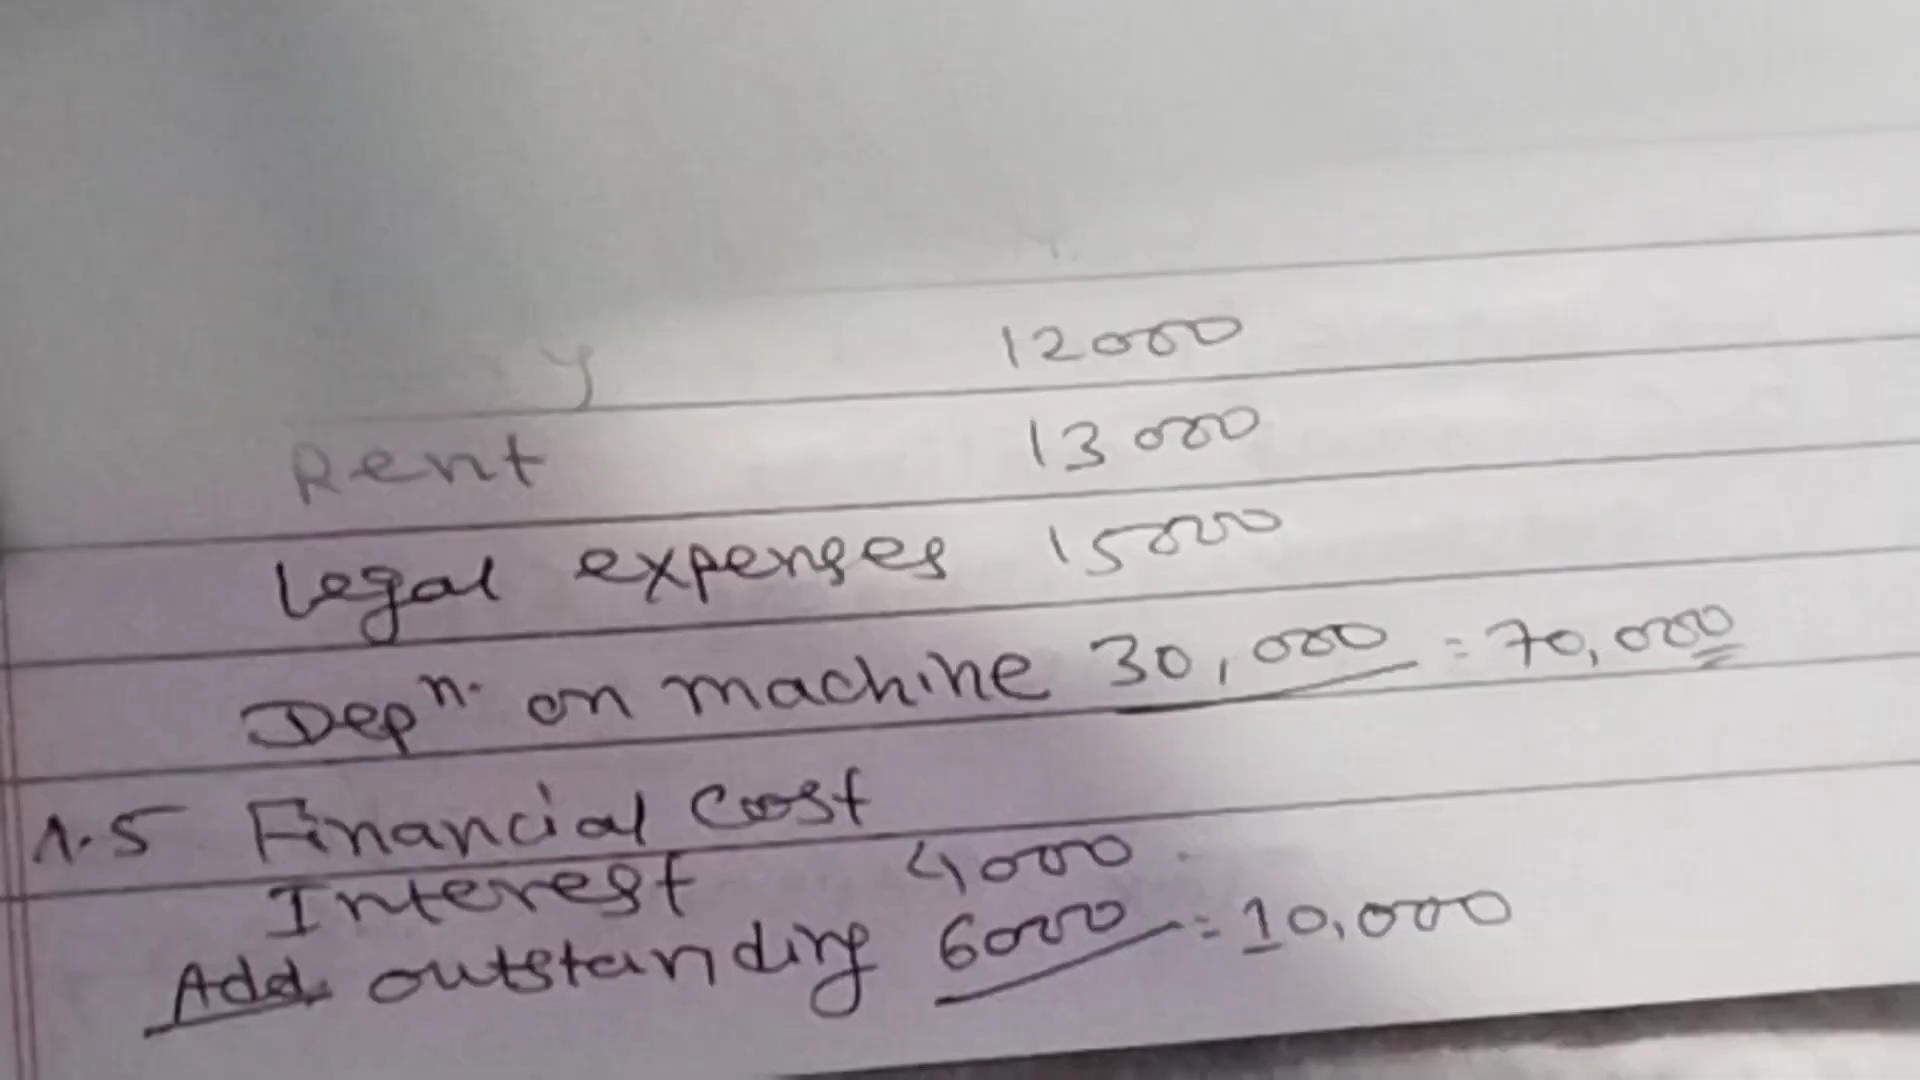 12000
Rent 13000
Legal expenses 15000
Depn. on machine 30,000 = 70,000
1.5 Financial Cost
Interest 4000
Add outstanding 6000 = 10,000